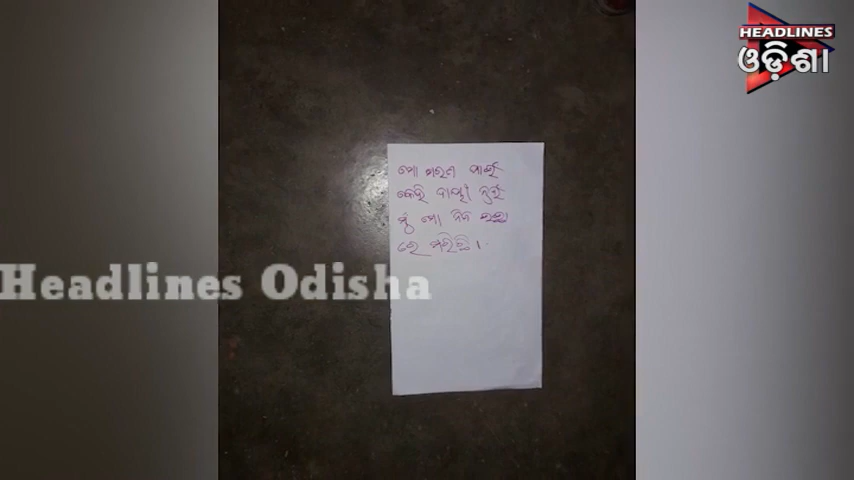 HEADLINES
ଓଡ଼ିଶା
ମୋ ମରଣ ପାଇଁ
କେହି ଦାୟୀ ନୁହଁ
ମୁଁ ମୋ ନିଜ ଇଚ୍ଛା
ରେ ମରିଛି ।
Headlines Odisha